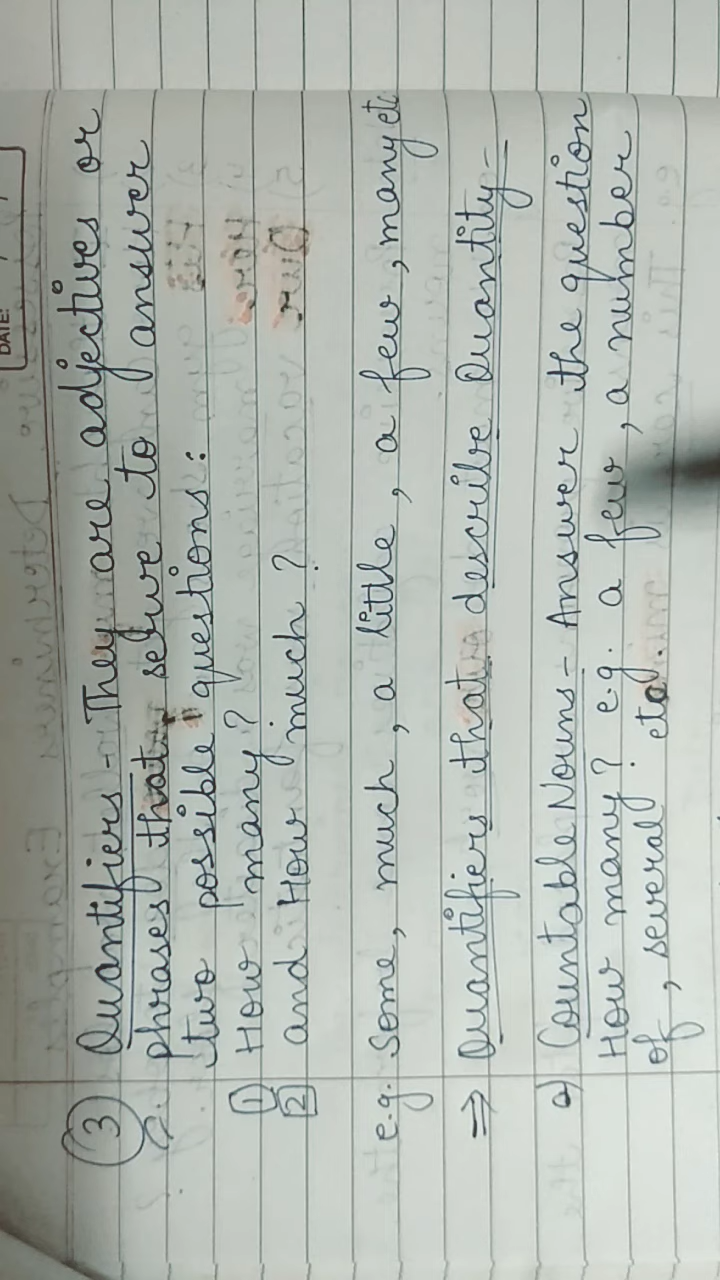 DATE:
③ Quantifiers - They are adjectives or
phrases that serve to answer
two possible questions:
1 How many?
2 and How much?
e.g. Some, much, a little, a few, many etc
⇒ Quantifiers that describe Quantity -
a) Countable Nouns - Answer the question
How many? e.g. a few, a number
of, several etc.